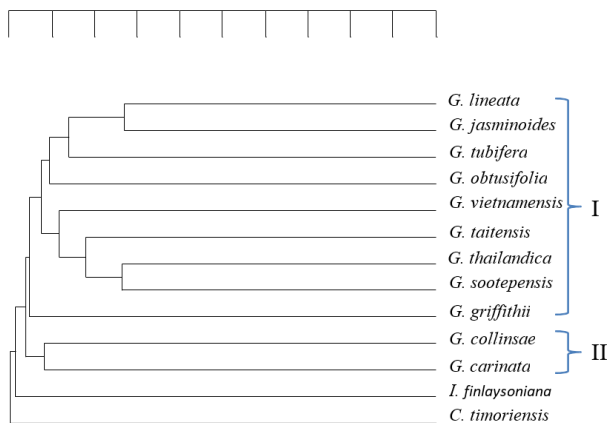 G. lineata
G. jasminoides
G. tubifera
G. obtusifolia
G. vietnamensis
I
G. taitensis
G. thailandica
G. sootepensis
G. griffithii
G. collinsae
II
G. carinata
I. finlaysoniana
C. timoriensis